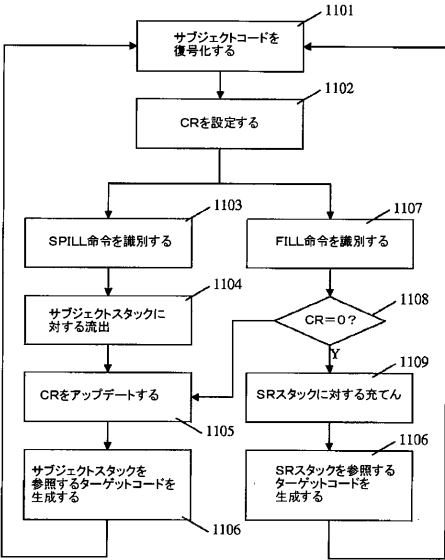 1101
サブジェクトコードを
復号化する
1102
CRを設定する
1103
SPILL命令を識別する
1107
FILL命令を識別する
1104
サブジェクトスタックに
対する流出
1108
CR=0?
Y
CRをアップデートする
1105
1109
SRスタックに対する充てん
サブジェクトスタックを
参照するターゲットコードを
生成する
1106
1106
SRスタックを参照する
ターゲットコードを
生成する